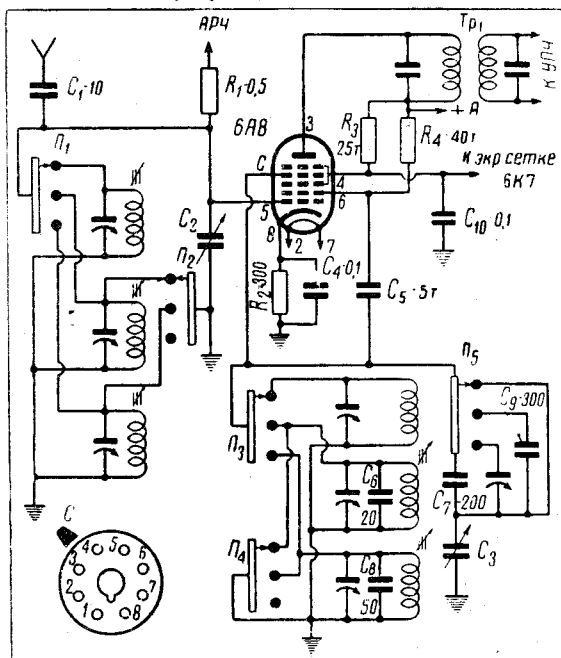 АРЧ
Тр₁
C₁-10
R₁-0,5
К УПЧ
6А8
3
+ А
R₃
25т
R₄-40т
П₁
C
К экр сетке
6К7
4
6
5
C₂
8
2
7
C₁₀ 0,1
П₂
R₂-300
C₄-0,1
C₅-5т
П₅
C₉-300
П₃
C₆
20
C₇-200
С
П₄
C₈
C₃
4
5
3
6
2
7
50
1
8